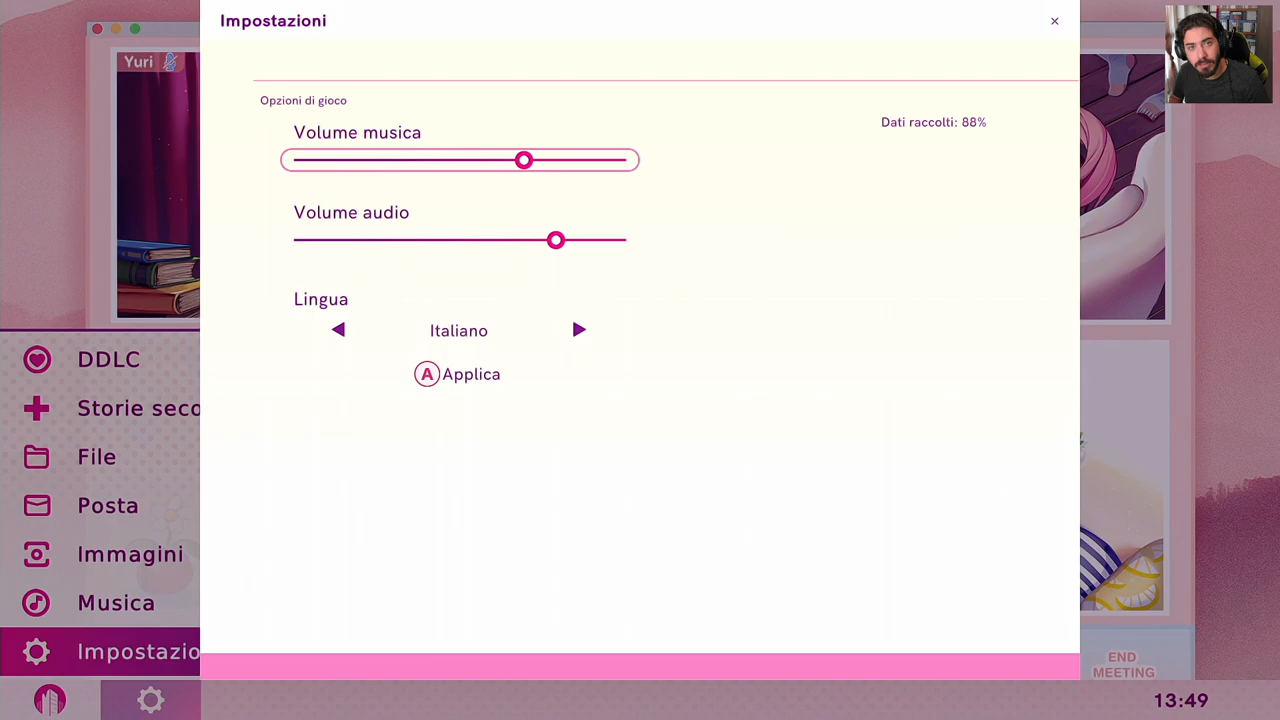 Impostazioni
×
Yuri
Opzioni di gioco
Dati raccolti: 88%
Volume musica
Volume audio
Lingua
Italiano
A Applica
DDLC
Storie seco
File
Posta
Immagini
Musica
Impostazio
END
MEETING
13:49